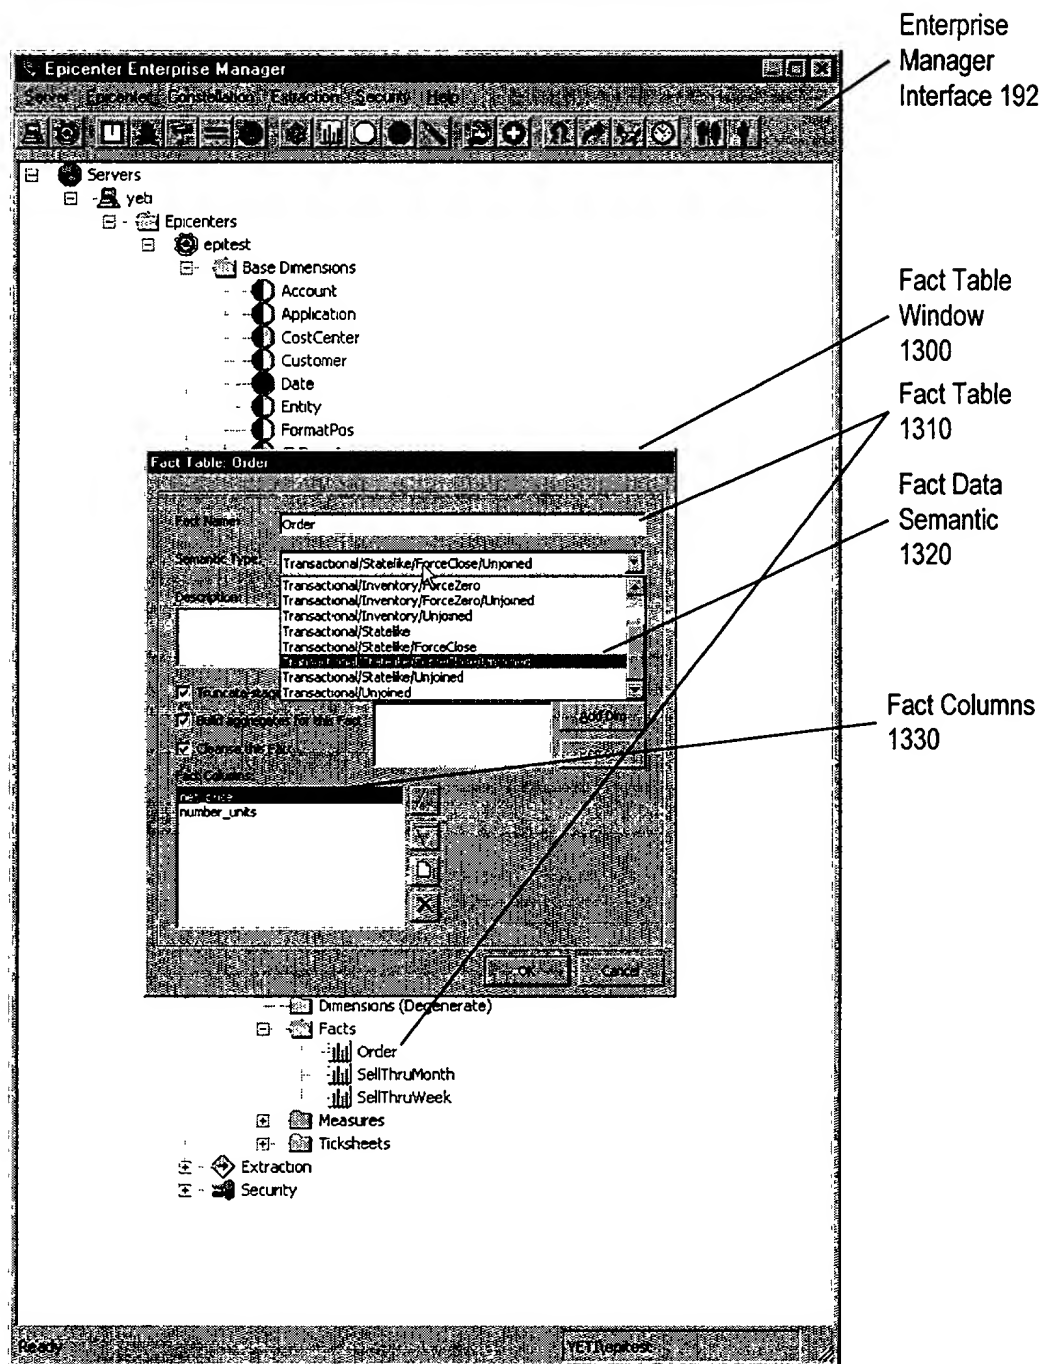 Enterprise
Manager
Interface 192
Epicenter Enterprise Manager
Server Epicenter Constellation Extraction Security Help
Servers
yeti
Epicenters
epitest
Base Dimensions
Account
Application
CostCenter
Customer
Date
Entity
FormatPos
Fact Table
Window
1300
Fact Table
1310
Fact Data
Semantic
1320
Fact Columns
1330
Fact Table: Order
Fact Name:
Order
Semantic Type:
Transactional/Statelike/ForceClose/Unjoined
Transactional/Inventory/ForceZero
Transactional/Inventory/ForceZero/Unjoined
Transactional/Inventory/Unjoined
Transactional/Statelike
Transactional/Statelike/ForceClose
Transactional/Statelike/Unjoined
Transactional/Unjoined
Description:
Truncate stag
Build aggregates for this Fact
Add Dim
Cleanse this
Fact Columns:
number_units
OK
Cancel
Dimensions (Degenerate)
Facts
Order
SellThruMonth
SellThruWeek
Measures
Ticksheets
Extraction
Security
Ready